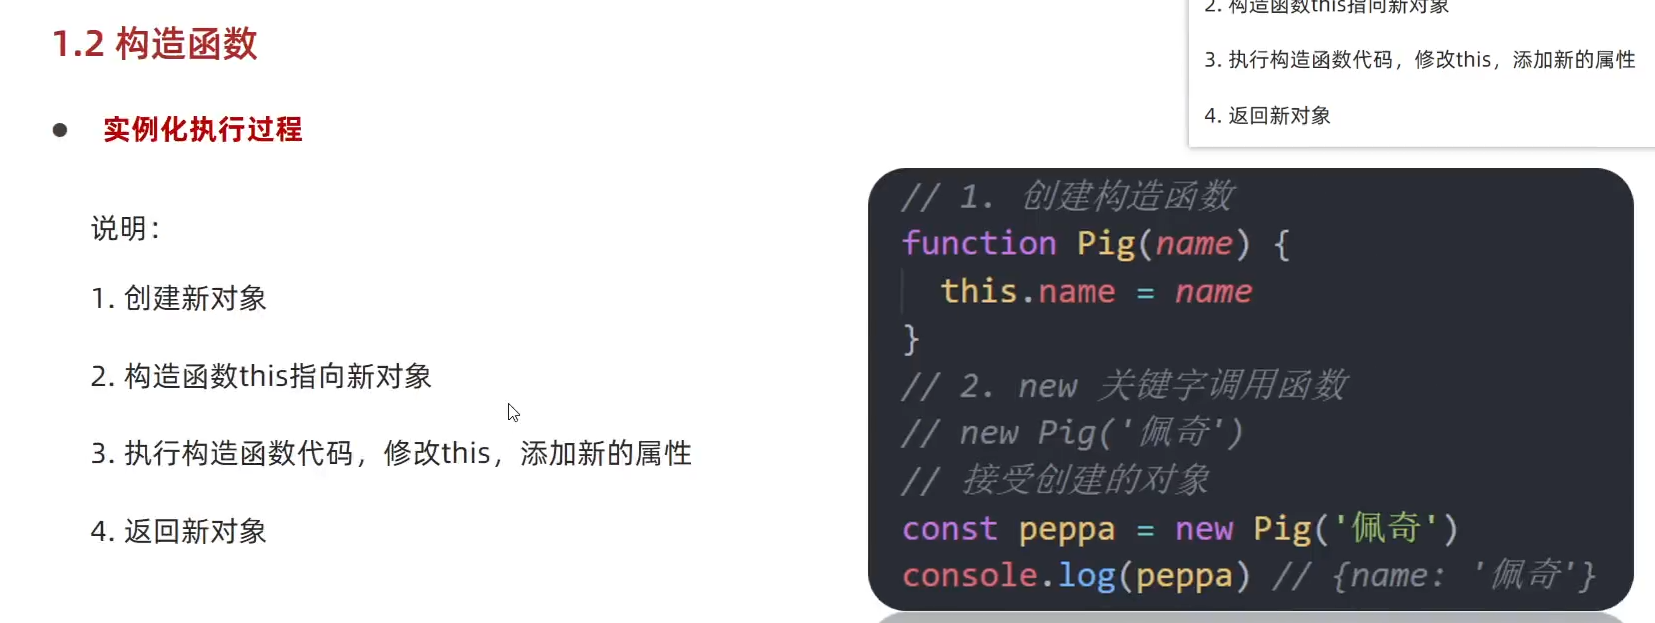 1.2 构造函数
实例化执行过程
说明：
1. 创建新对象
2. 构造函数this指向新对象
3. 执行构造函数代码，修改this，添加新的属性
4. 返回新对象
2. 构造函数this指向新对象
3. 执行构造函数代码，修改this，添加新的属性
4. 返回新对象
// 1. 创建构造函数
function Pig(name) {
this.name = name
}
// 2. new 关键字调用函数
// new Pig('佩奇')
// 接受创建的对象
const peppa = new Pig('佩奇')
console.log(peppa) // {name: '佩奇'}